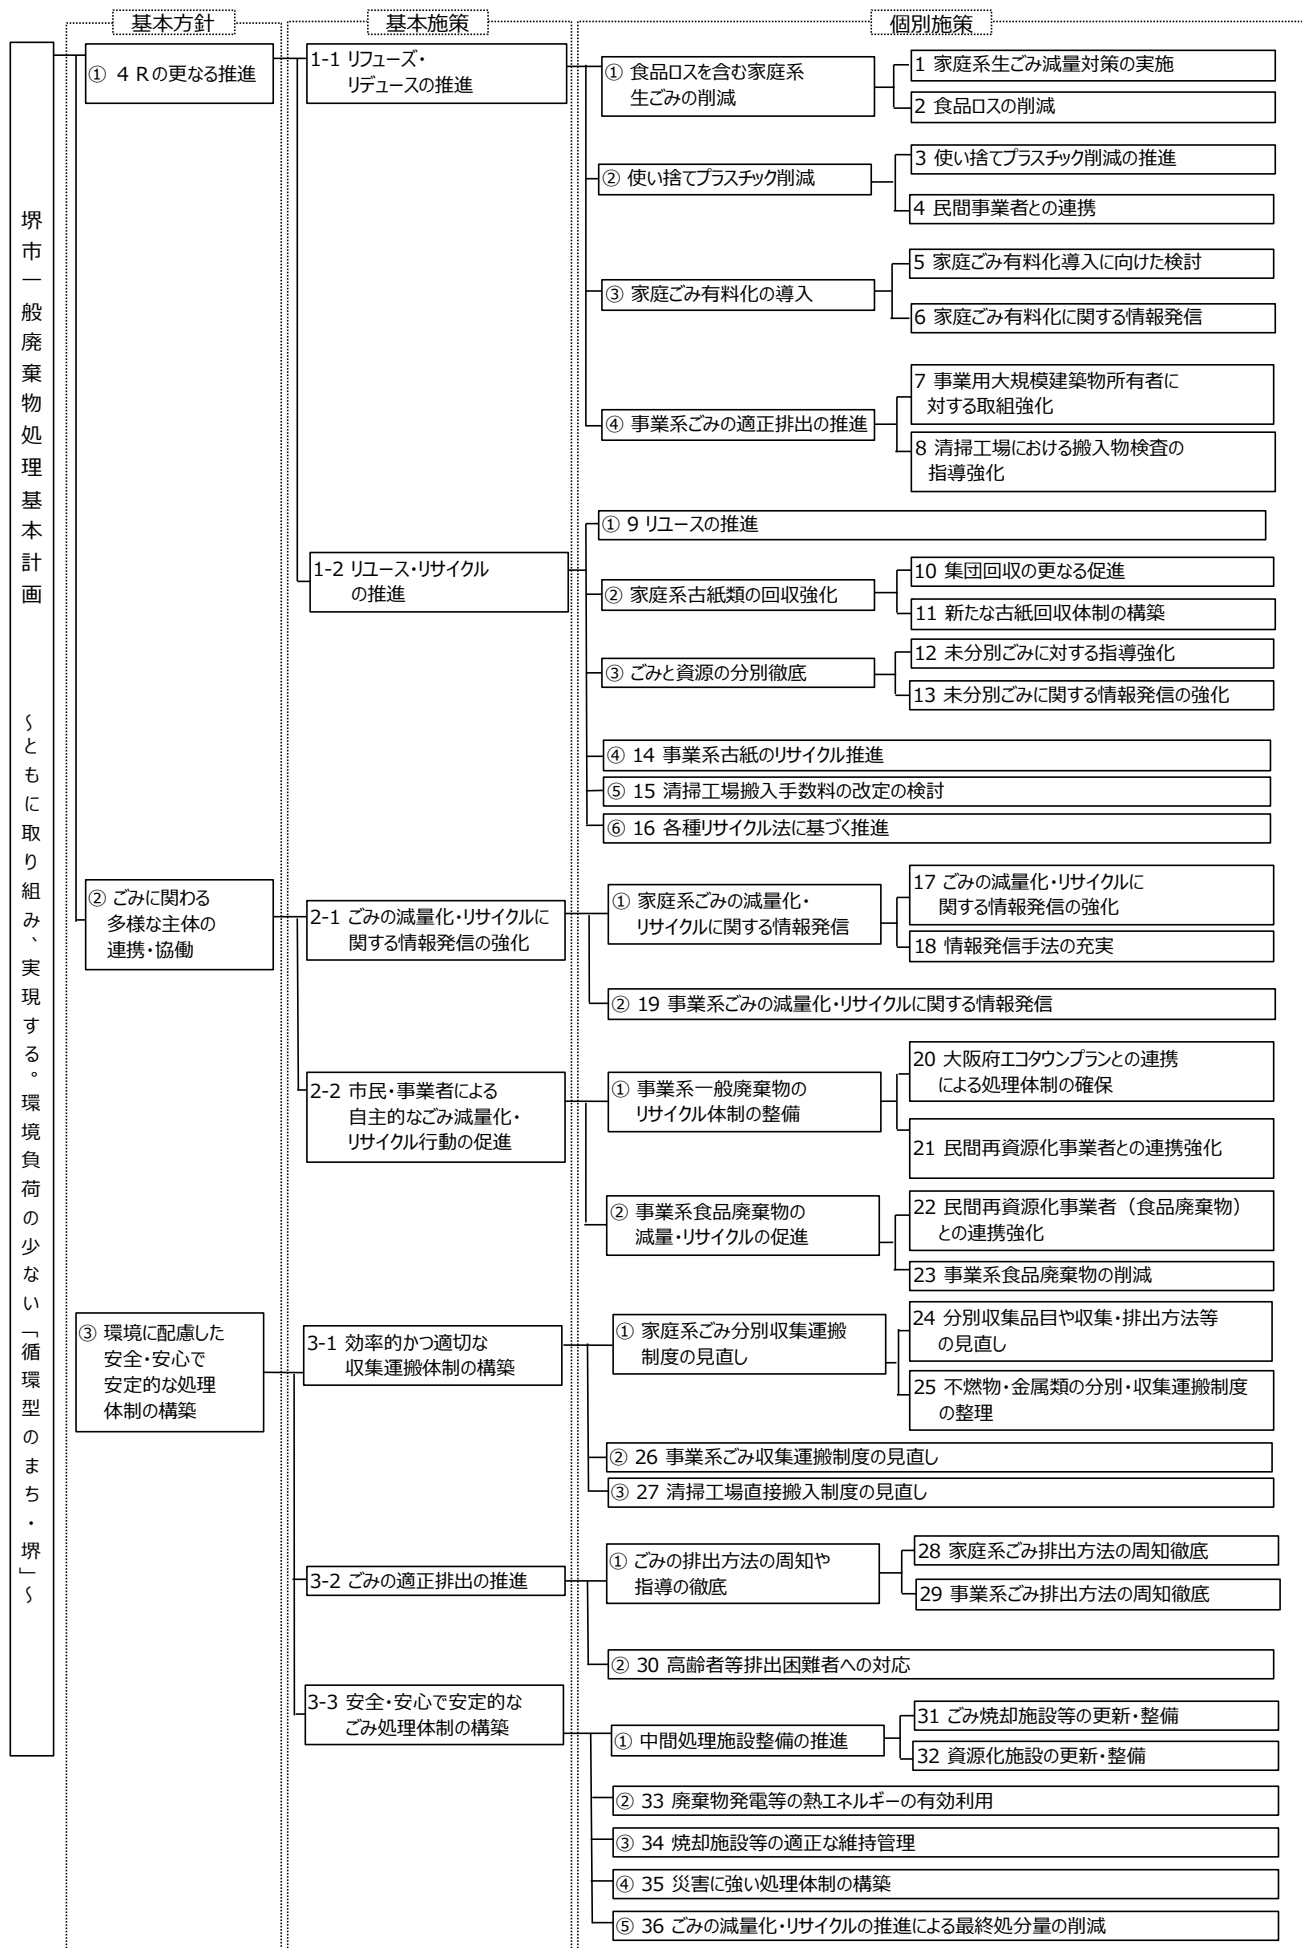 基本方針
基本施策
個別施策
堺市一般廃棄物処理基本計画　～ともに取り組み、実現する。環境負荷の少ない「循環型のまち・堺」～
① ４Ｒの更なる推進
1-1 リフューズ・
リデュースの推進
① 食品ロスを含む家庭系
生ごみの削減
1 家庭系生ごみ減量対策の実施
2 食品ロスの削減
② 使い捨てプラスチック削減
3 使い捨てプラスチック削減の推進
4 民間事業者との連携
③ 家庭ごみ有料化の導入
5 家庭ごみ有料化導入に向けた検討
6 家庭ごみ有料化に関する情報発信
④ 事業系ごみの適正排出の推進
7 事業用大規模建築物所有者に
対する取組強化
8 清掃工場における搬入物検査の
指導強化
1-2 リユース・リサイクル
の推進
① 9 リユースの推進
② 家庭系古紙類の回収強化
10 集団回収の更なる促進
11 新たな古紙回収体制の構築
③ ごみと資源の分別徹底
12 未分別ごみに対する指導強化
13 未分別ごみに関する情報発信の強化
④ 14 事業系古紙のリサイクル推進
⑤ 15 清掃工場搬入手数料の改定の検討
⑥ 16 各種リサイクル法に基づく推進
② ごみに関わる
多様な主体の
連携・協働
2-1 ごみの減量化・リサイクルに
関する情報発信の強化
① 家庭系ごみの減量化・
リサイクルに関する情報発信
17 ごみの減量化・リサイクルに
関する情報発信の強化
18 情報発信手法の充実
② 19 事業系ごみの減量化・リサイクルに関する情報発信
2-2 市民・事業者による
自主的なごみ減量化・
リサイクル行動の促進
① 事業系一般廃棄物の
リサイクル体制の整備
20 大阪府エコタウンプランとの連携
による処理体制の確保
21 民間再資源化事業者との連携強化
② 事業系食品廃棄物の
減量・リサイクルの促進
22 民間再資源化事業者（食品廃棄物）
との連携強化
23 事業系食品廃棄物の削減
③ 環境に配慮した
安全・安心で
安定的な処理
体制の構築
3-1 効率的かつ適切な
収集運搬体制の構築
① 家庭系ごみ分別収集運搬
制度の見直し
24 分別収集品目や収集・排出方法等
の見直し
25 不燃物・金属類の分別・収集運搬制度
の整理
② 26 事業系ごみ収集運搬制度の見直し
③ 27 清掃工場直接搬入制度の見直し
3-2 ごみの適正排出の推進
① ごみの排出方法の周知や
指導の徹底
28 家庭系ごみ排出方法の周知徹底
29 事業系ごみ排出方法の周知徹底
② 30 高齢者等排出困難者への対応
3-3 安全・安心で安定的な
ごみ処理体制の構築
① 中間処理施設整備の推進
31 ごみ焼却施設等の更新・整備
32 資源化施設の更新・整備
② 33 廃棄物発電等の熱エネルギーの有効利用
③ 34 焼却施設等の適正な維持管理
④ 35 災害に強い処理体制の構築
⑤ 36 ごみの減量化・リサイクルの推進による最終処分量の削減